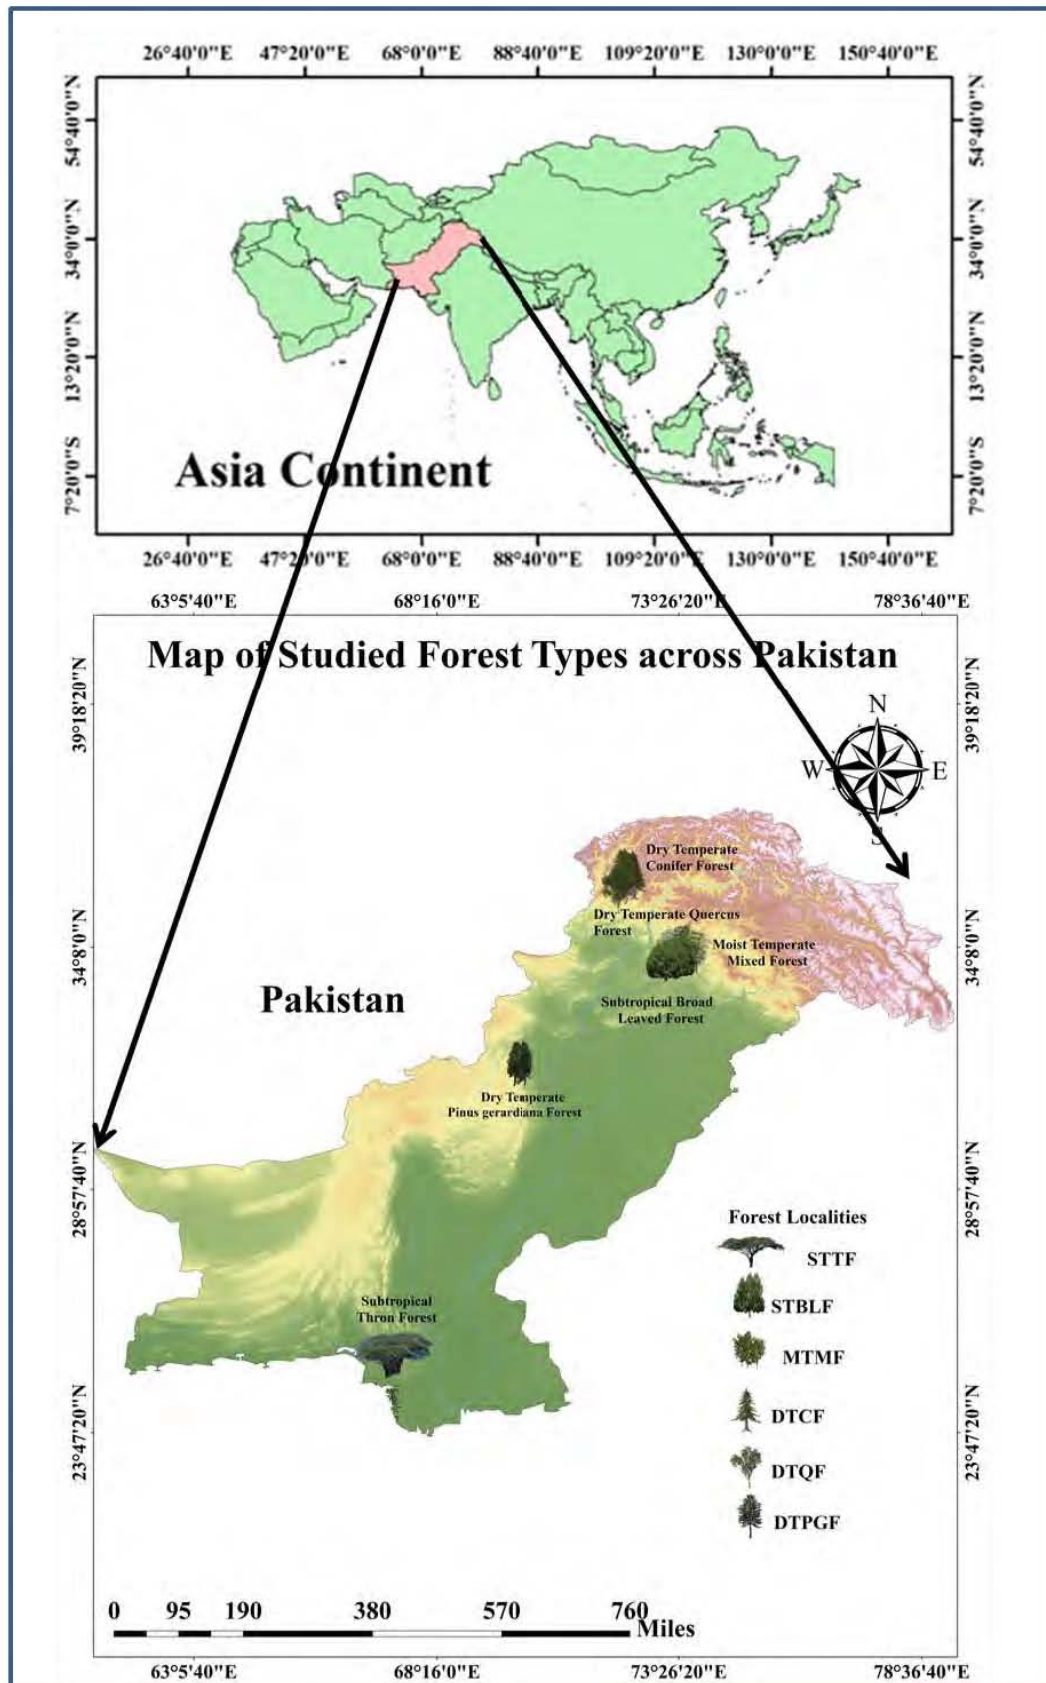 26°40'0"E 47°20'0"E 68°0'0"E 88°40'0"E 109°20'0"E 130°0'0"E 150°40'0"E
54°40'0"N 54°40'0"N
34°0'0"N 34°0'0"N
13°20'0"N 13°20'0"N
7°20'0"S 7°20'0"S
Asia Continent
26°40'0"E 47°20'0"E 68°0'0"E 88°40'0"E 109°20'0"E 130°0'0"E 150°40'0"E
63°5'40"E 68°16'0"E 73°26'20"E 78°36'40"E
Map of Studied Forest Types across Pakistan
39°18'20"N 39°18'20"N
N
W E
S
Dry Temperate
Conifer Forest
Dry Temperate Quercus
Forest
Moist Temperate
Mixed Forest
34°8'0"N 34°8'0"N
Subtropical Broad
Leaved Forest
Pakistan
Dry Temperate
Pinus gerardiana Forest
28°57'40"N 28°57'40"N
Subtropical
Thron Forest
Forest Localities
STTF
STBLF
MTMF
DTCF
DTQF
DTPGF
23°47'20"N 23°47'20"N
0 95 190 380 570 760
Miles
63°5'40"E 68°16'0"E 73°26'20"E 78°36'40"E